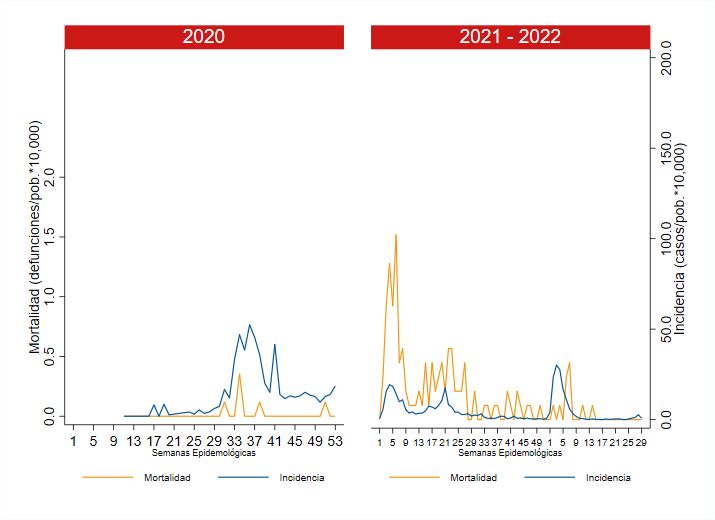 2020
2021 - 2022
Mortalidad (defunciones/pob.*10,000)
0.0 0.5 1.0 1.5 2.0
1 5 9 13 17 21 25 29 33 37 41 45 49 53
Semanas Epidemológicas
Mortalidad Incidencia
0.0 50.0 100.0 150.0 200.0
Incidencia (casos/pob.*10,000)
1 5 9 13 17 21 25 29 33 37 41 45 49 1 5 9 13 17 21 25 29
Semanas Epidemológicas
Mortalidad Incidencia